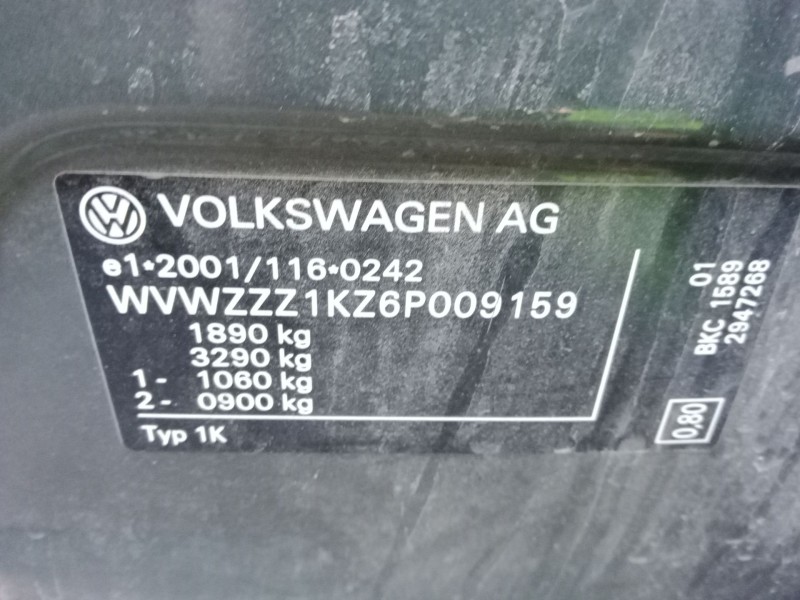 VOLKSWAGEN AG
e1*2001/116*0242
WVWZZZ1KZ6P009159
1890 kg
3290 kg
1- 1060 kg
2- 0900 kg
Typ 1K
01
BKC 1589
2947268
0,80